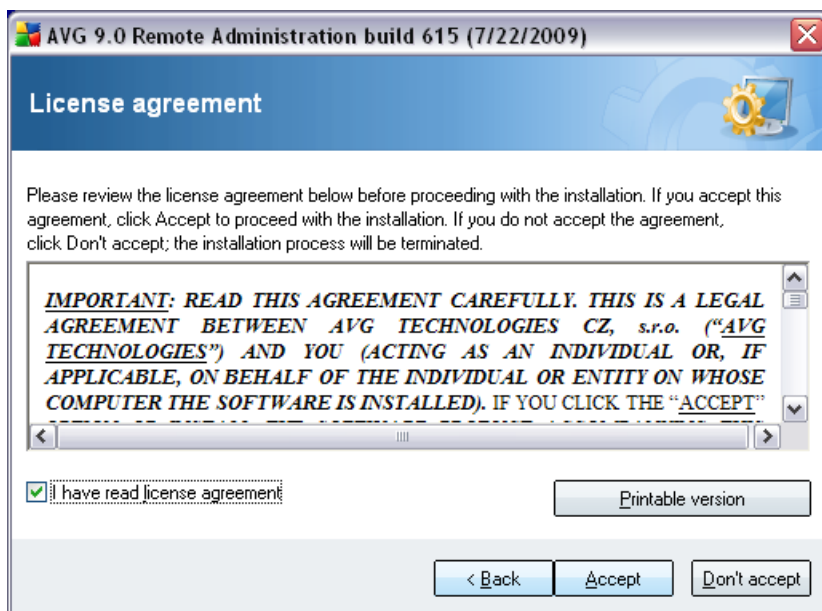 AVG 9.0 Remote Administration build 615 (7/22/2009)
License agreement
Please review the license agreement below before proceeding with the installation. If you accept this
agreement, click Accept to proceed with the installation. If you do not accept the agreement,
click Don't accept; the installation process will be terminated.
IMPORTANT: READ THIS AGREEMENT CAREFULLY. THIS IS A LEGAL
AGREEMENT BETWEEN AVG TECHNOLOGIES CZ, s.r.o. (“AVG
TECHNOLOGIES”) AND YOU (ACTING AS AN INDIVIDUAL OR, IF
APPLICABLE, ON BEHALF OF THE INDIVIDUAL OR ENTITY ON WHOSE
COMPUTER THE SOFTWARE IS INSTALLED). IF YOU CLICK THE “ACCEPT”
I have read license agreement
Printable version
< Back
Accept
Don't accept